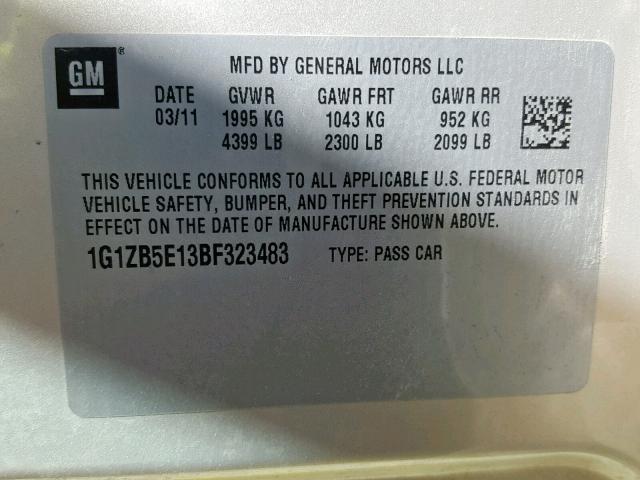 GM ®
MFD BY GENERAL MOTORS LLC
DATE GVWR GAWR FRT GAWR RR
03/11 1995 KG 1043 KG 952 KG
4399 LB 2300 LB 2099 LB
THIS VEHICLE CONFORMS TO ALL APPLICABLE U.S. FEDERAL MOTOR
VEHICLE SAFETY, BUMPER, AND THEFT PREVENTION STANDARDS IN
EFFECT ON THE DATE OF MANUFACTURE SHOWN ABOVE.
1G1ZB5E13BF323483 TYPE: PASS CAR